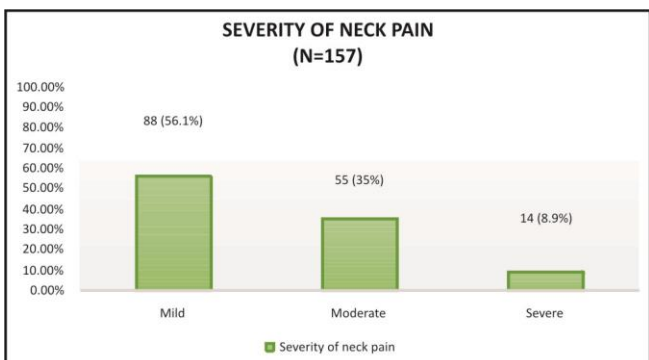 SEVERITY OF NECK PAIN
(N=157)
100.00%
90.00%
80.00%
70.00%
60.00%
50.00%
40.00%
30.00%
20.00%
10.00%
0.00%
88 (56.1%)
55 (35%)
14 (8.9%)
Mild
Moderate
Severe
Severity of neck pain